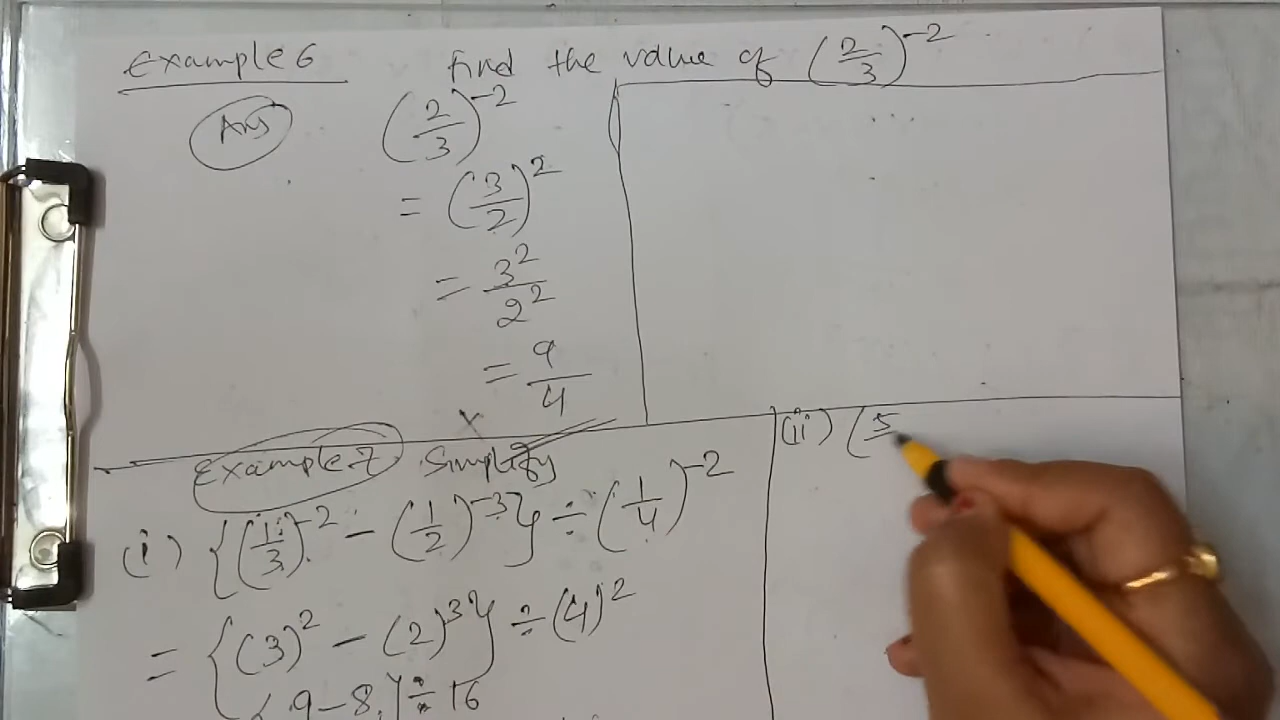 Example 6 find the value of (2/3)^-2
Ans (2/3)^-2
= (3/2)^2
= 3^2/2^2
= 9/4
Example 7 Simplify
(i) {(1/3)^-2 - (1/2)^-3} ÷ (1/4)^-2
= {(3)^2 - (2)^3} ÷ (4)^2
{9-8} ÷ 16
(ii) (5